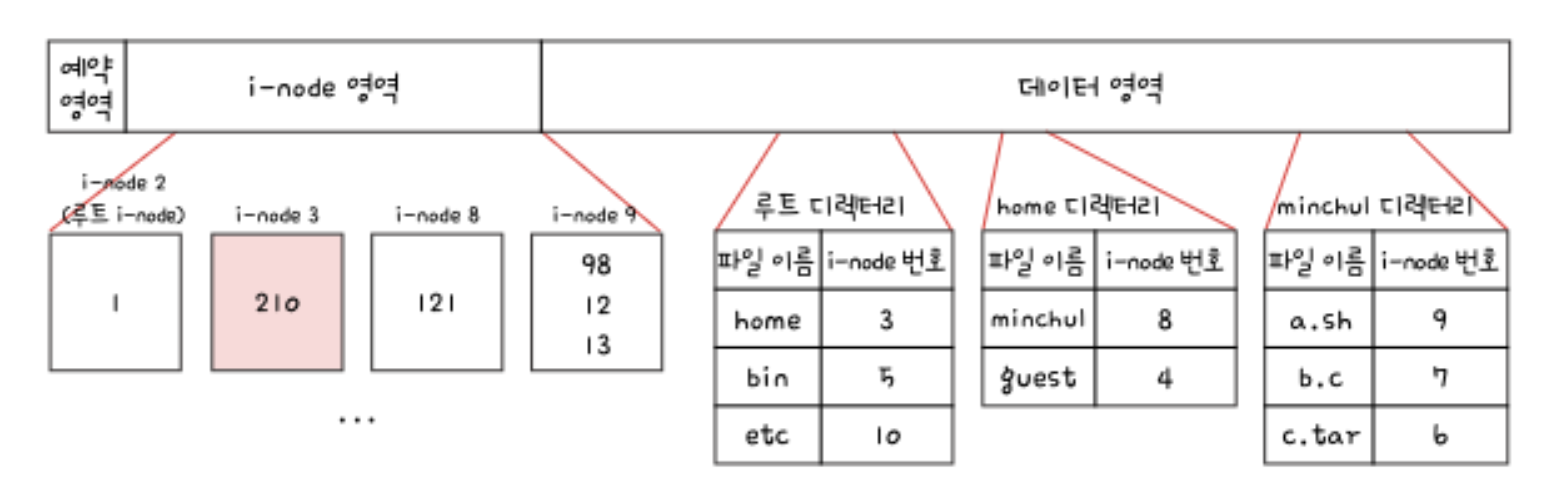 예약
영역
i-node 영역
데이터 영역
i-node 2
(루트 i-node)
i-node 3
i-node 8
i-node 9
1
210
121
98
12
13
...
루트 디렉터리
파일 이름 i-node 번호
home 3
bin 5
etc 10
home 디렉터리
파일 이름 i-node 번호
minchul 8
guest 4
minchul 디렉터리
파일 이름 i-node 번호
a.sh 9
b.c 7
c.tar 6